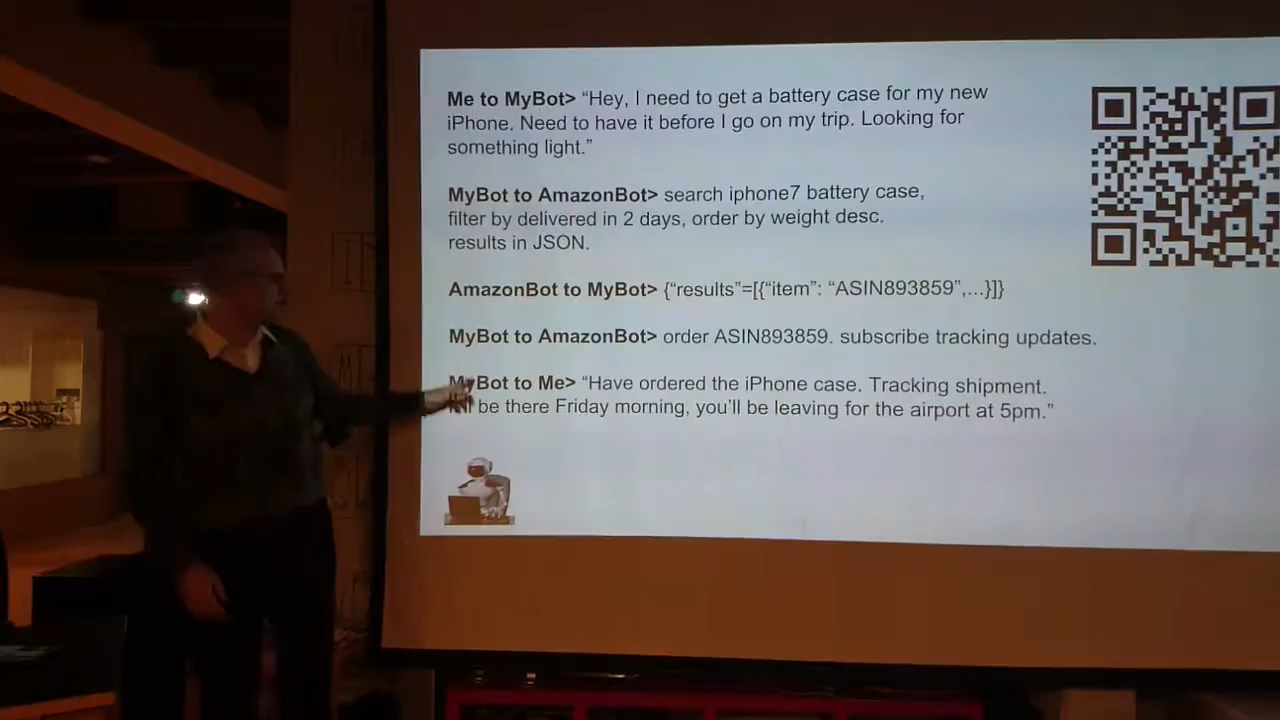 Me to MyBot> “Hey, I need to get a battery case for my new
iPhone. Need to have it before I go on my trip. Looking for
something light.”
MyBot to AmazonBot> search iphone7 battery case,
filter by delivered in 2 days, order by weight desc.
results in JSON.
AmazonBot to MyBot> {“results”=[{“item”: “ASIN893859”,...}]}
MyBot to AmazonBot> order ASIN893859. subscribe tracking updates.
MyBot to Me> “Have ordered the iPhone case. Tracking shipment.
be there Friday morning, you’ll be leaving for the airport at 5pm.”